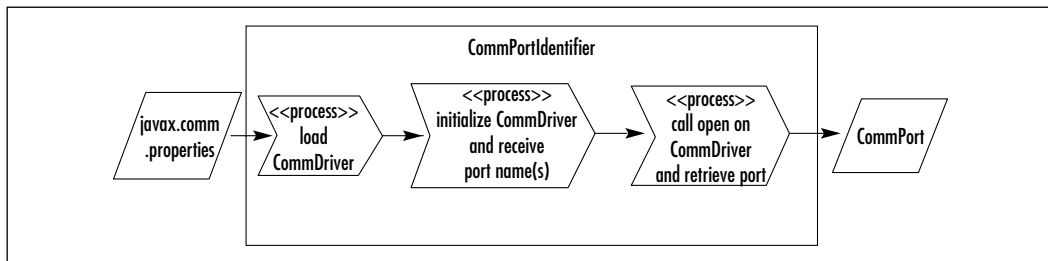 CommPortIdentifier
javax.comm
.properties
<<process>>
load
CommDriver
<<process>>
initialize CommDriver
and receive
port name(s)
<<process>>
call open on
CommDriver
and retrieve port
CommPort